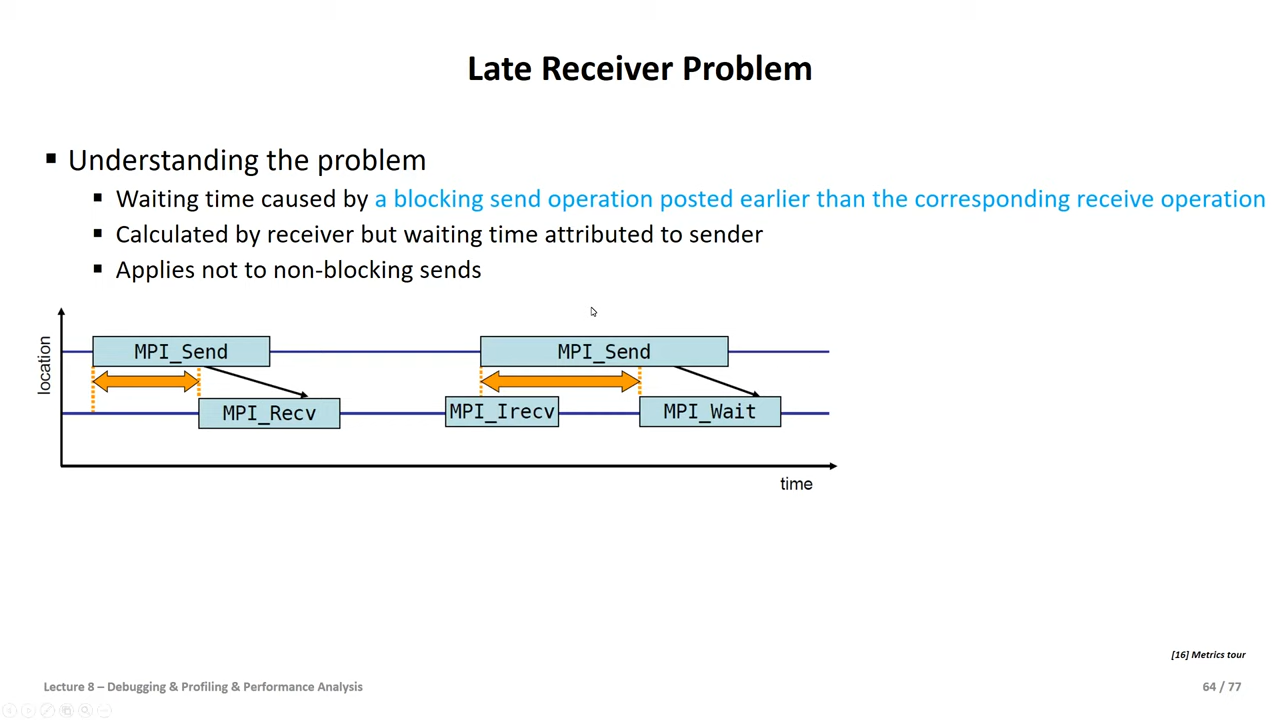 Late Receiver Problem
Understanding the problem
Waiting time caused by a blocking send operation posted earlier than the corresponding receive operation
Calculated by receiver but waiting time attributed to sender
Applies not to non-blocking sends
location
MPI_Send
MPI_Send
MPI_Recv
MPI_Irecv
MPI_Wait
time
[16] Metrics tour
Lecture 8 – Debugging & Profiling & Performance Analysis
64 / 77